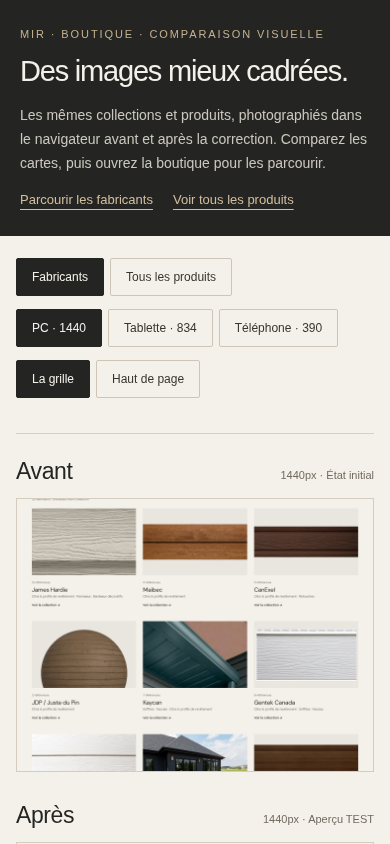 MIR · BOUTIQUE · COMPARAISON VISUELLE
Des images mieux cadrées.
Les mêmes collections et produits, photographiés dans
le navigateur avant et après la correction. Comparez les
cartes, puis ouvrez la boutique pour les parcourir.
Parcourir les fabricants Voir tous les produits
Fabricants Tous les produits
PC · 1440 Tablette · 834 Téléphone · 390
La grille Haut de page
Avant 1440px · État initial
James Hardie Maibec CanExel
JDP / Juste du Pin Kaycan Gentek Canada
Après 1440px · Aperçu TEST